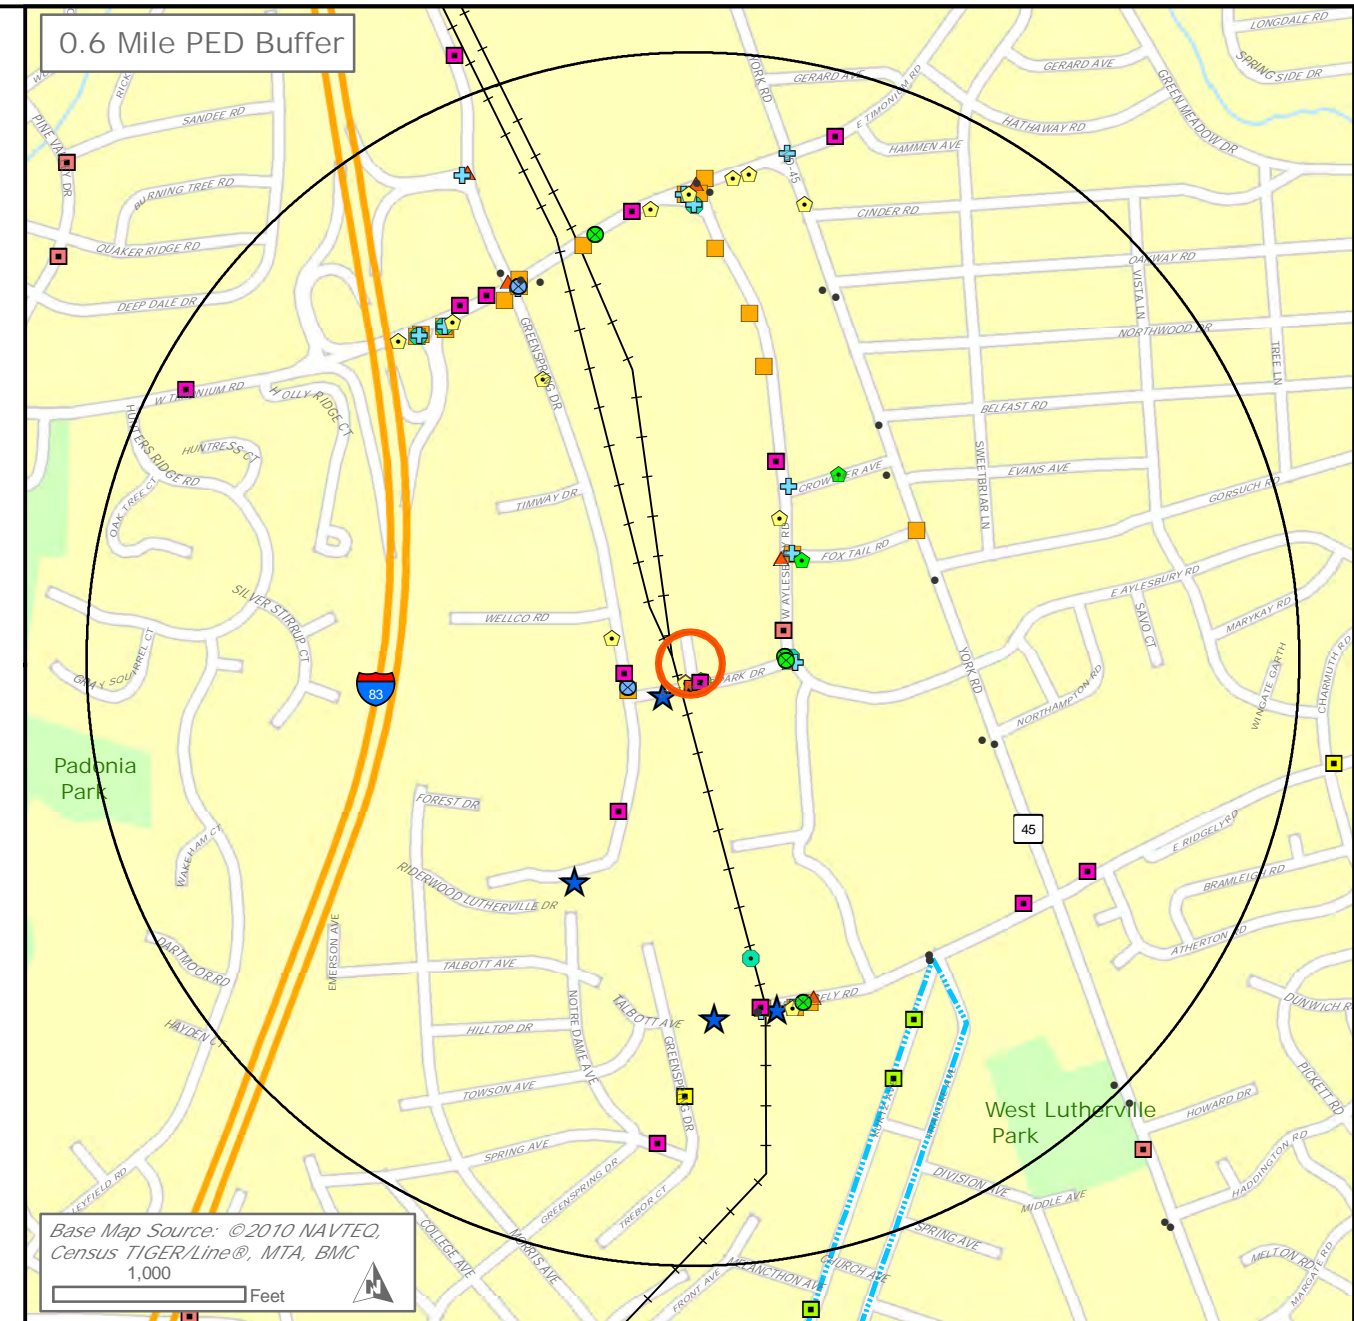 0.6 Mile PED Buffer
LONGDALE RD
SPRING SIDE DR
GERARD AVE
GERARD AVE
YORK RD
E TIMONIUM RD
GREEN MEADOW DR
HATHAWAY RD
HAMMEN AVE
SANDEE RD
BURNING TREE RD
QUAKER RIDGE RD
DEEP DALE DR
CINDER RD
OAKWAY RD
VISTA LN
NORTHWOOD DR
TREE LN
BELFAST RD
GREENSPRING DR
HOLLY RIDGE CT
HUNTERS RIDGE RD
HUNTRESS CT
OAK TREE CT
TIMWAY DR
SWEETBRIAR LN
EVANS AVE
GORSUCH RD
FOX TAIL RD
W AYLESBURY RD
E AYLESBURY RD
SILVER STIRRUP CT
WELLCO RD
SAVO CT
MARYKAY RD
GRAY SQUIRREL CT
PARK DR
YORK RD
NORTHAMPTON RD
WINGATE GARTH
CHARMUTH RD
83
Padonia
Park
FOREST DR
45
E RIDGELY RD
WAKEHAM CT
RIDERWOOD LUTHERVILLE DR
BRAMLEIGH RD
ATHERTON RD
DARTMOOR RD
EMERSON AVE
TALBOTT AVE
NOTRE DAME AVE
TALBOTT AVE
HILLTOP DR
GREENSPRING DR
HAYDEN CT
DUNWICH R
TOWSON AVE
PICKETT RD
West Lutherville
Park
HOWARD DR
SPRING AVE
GREENSPRING DR
TREBOR CT
DIVISION AVE
MIDDLE AVE
HADDINGTON RD
SPRING AVE
COLLEGE AVE
MORRIS AVE
FRONT AVE
MELANCTHON AVE
CHURCH AVE
MELTON RD
MARGATE RD
Base Map Source: ©2010 NAVTEQ,
Census TIGER/Line®, MTA, BMC
1,000
Feet
N